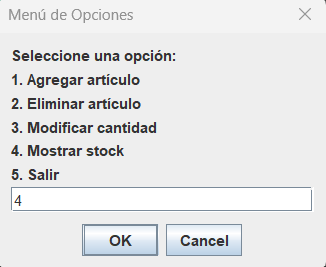 Menú de Opciones
Seleccione una opción:
1. Agregar artículo
2. Eliminar artículo
3. Modificar cantidad
4. Mostrar stock
5. Salir
4
OK Cancel